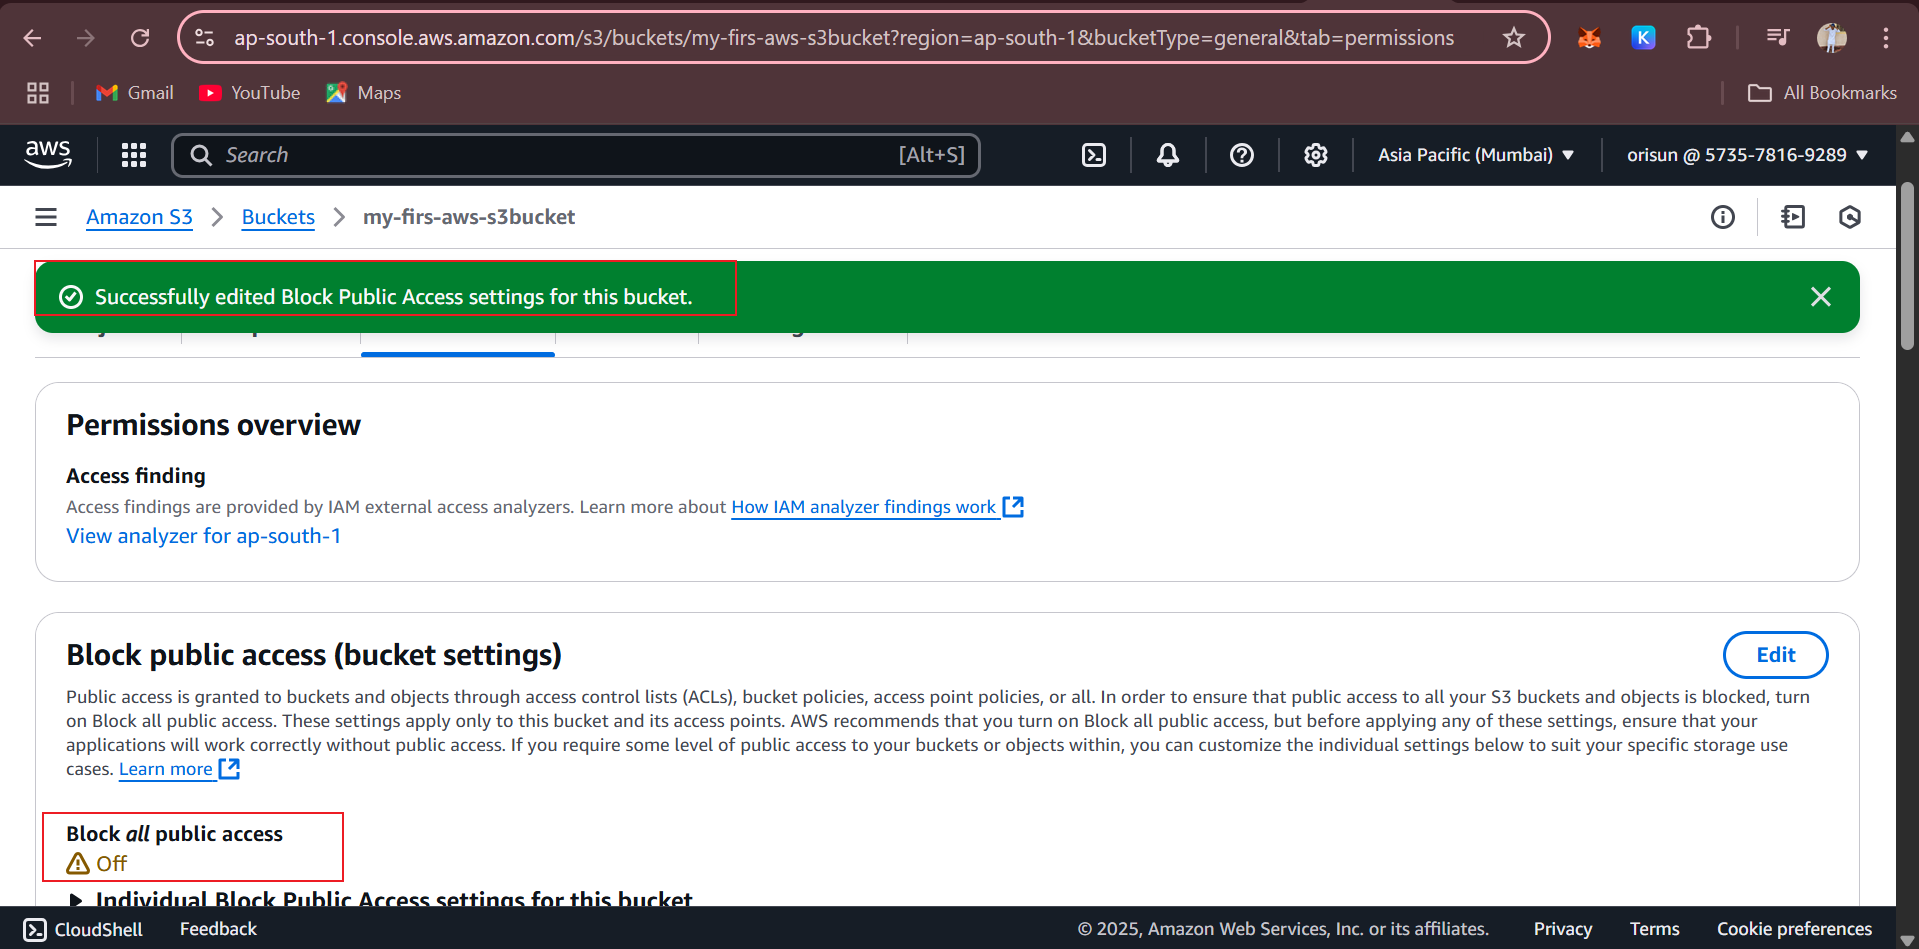 ap-south-1.console.aws.amazon.com/s3/buckets/my-firs-aws-s3bucket?region=ap-south-1&bucketType=general&tab=permissions
K
Gmail YouTube Maps All Bookmarks
aws Search [Alt+S] Asia Pacific (Mumbai) orisun @ 5735-7816-9289
Amazon S3 Buckets my-firs-aws-s3bucket
Successfully edited Block Public Access settings for this bucket.
Permissions overview
Access finding
Access findings are provided by IAM external access analyzers. Learn more about How IAM analyzer findings work
View analyzer for ap-south-1
Block public access (bucket settings) Edit
Public access is granted to buckets and objects through access control lists (ACLs), bucket policies, access point policies, or all. In order to ensure that public access to all your S3 buckets and objects is blocked, turn
on Block all public access. These settings apply only to this bucket and its access points. AWS recommends that you turn on Block all public access, but before applying any of these settings, ensure that your
applications will work correctly without public access. If you require some level of public access to your buckets or objects within, you can customize the individual settings below to suit your specific storage use
cases. Learn more
Block all public access
Off
Individual Block Public Access settings for this bucket
CloudShell Feedback © 2025, Amazon Web Services, Inc. or its affiliates. Privacy Terms Cookie preferences